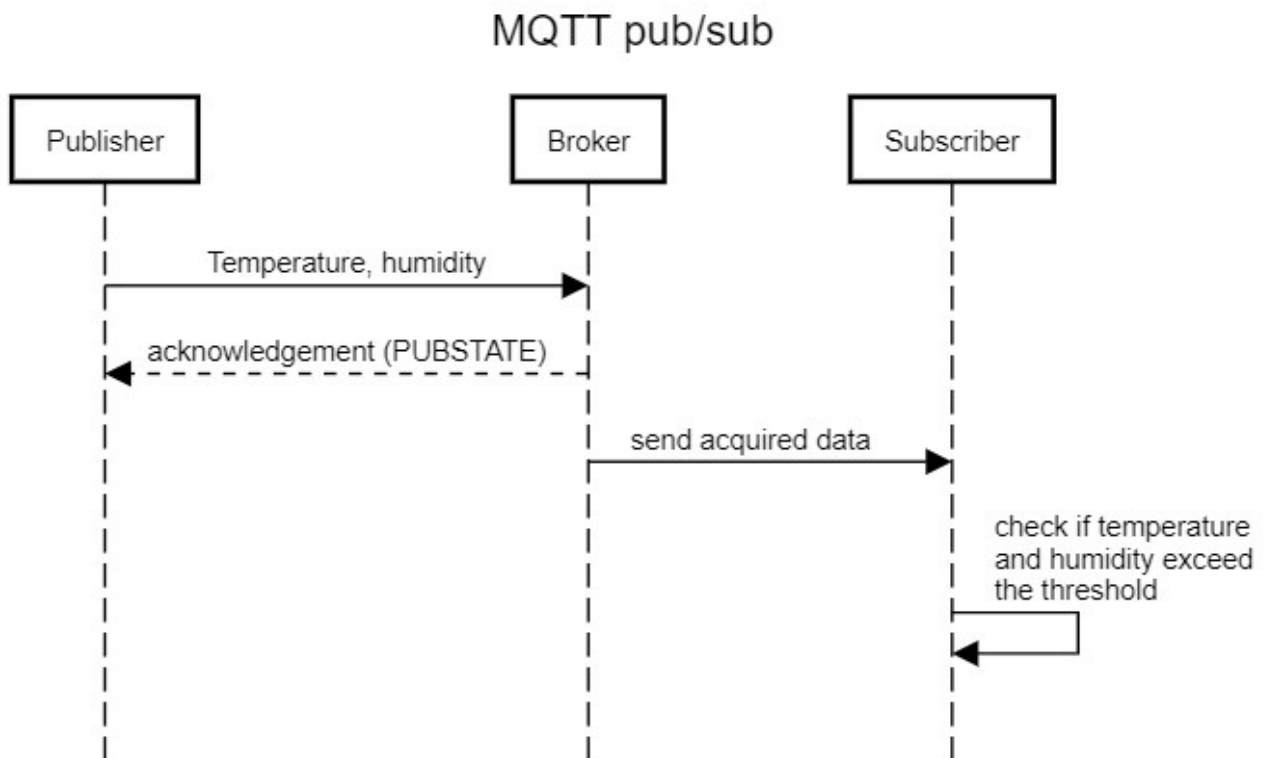 MQTT pub/sub
Publisher
Broker
Subscriber
Temperature, humidity
acknowledgement (PUBSTATE)
send acquired data
check if temperature
and humidity exceed
the threshold